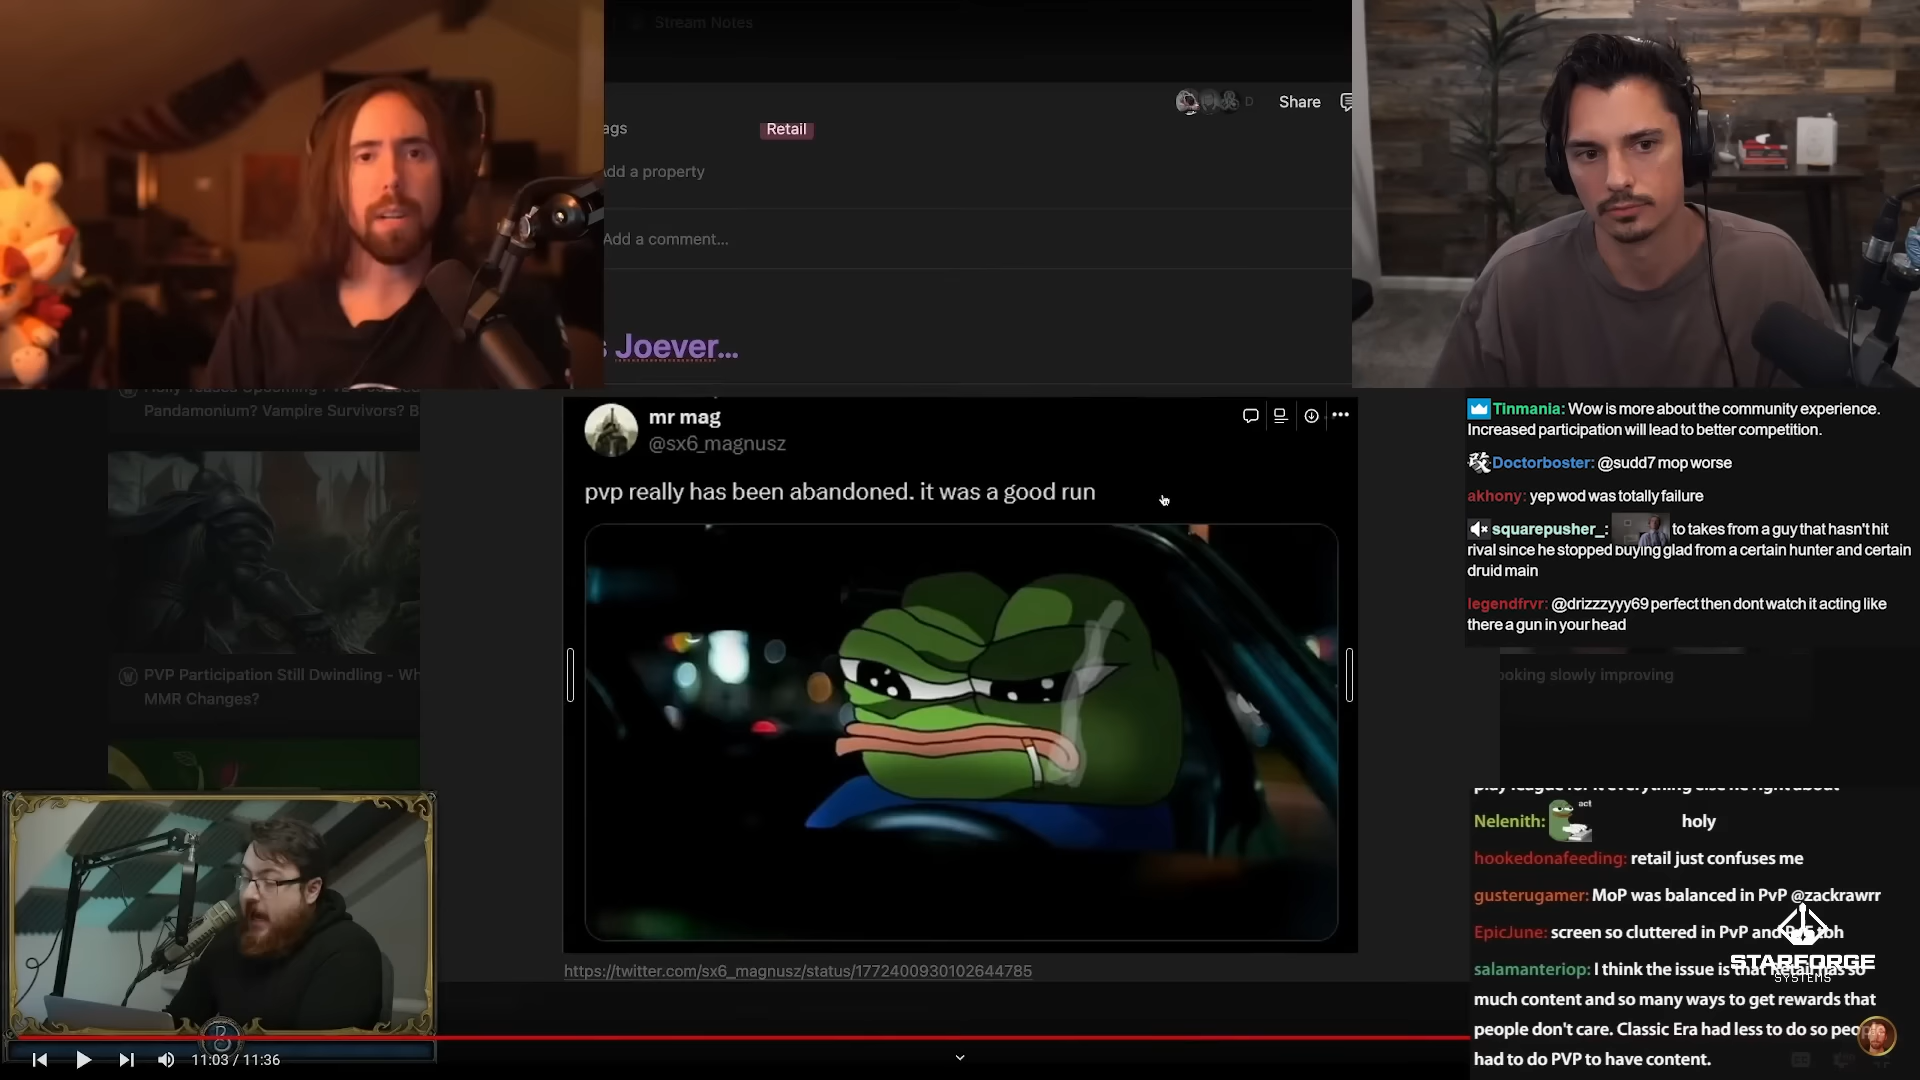 Stream Notes
Share
ags
Retail
Add a property
Add a comment...
s Joever...
Pandamonium? Vampire Survivors? B
mr mag
@sx6_magnusz
pvp really has been abandoned. it was a good run
PVP Participation Still Dwindling - Wh
MMR Changes?
https://twitter.com/sx6_magnusz/status/1772400930102644785
Tinmania: Wow is more about the community experience.
Increased participation will lead to better competition.
Doctorboster: @sudd7 mop worse
akhony: yep wod was totally failure
squarepusher_: to takes from a guy that hasn't hit
rival since he stopped buying glad from a certain hunter and certain
druid main
legendfrvr: @drizzzyyy69 perfect then dont watch it acting like
there a gun in your head
ooking slowly improving
act
Nelenith: holy
hookedonafeeding: retail just confuses me
gusterugamer: MoP was balanced in PvP @zackrawrr
EpicJune: screen so cluttered in PvP and tbh
salamanteriop: I think the issue is that Retail has so
much content and so many ways to get rewards that
people don't care. Classic Era had less to do so people
had to do PVP to have content.
STARFORGE
SYSTEMS
11:03 / 11:36